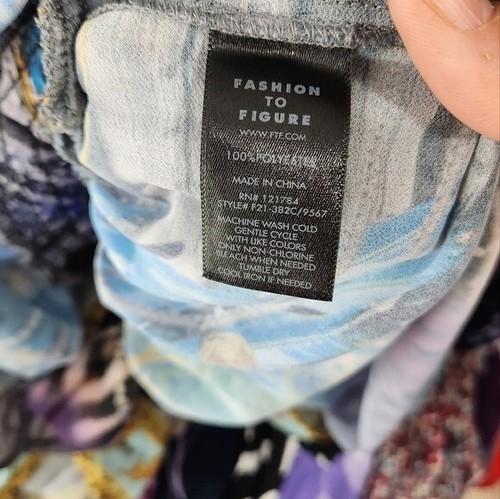 FASHION
TO
FIGURE
WWW.FTF.COM
100%POLYESTER
MADE IN CHINA
RN# 121784
STYLE# F21-3B2C/9567
MACHINE WASH COLD
GENTLE CYCLE
WITH LIKE COLORS
ONLY NON-CHLORINE
BLEACH WHEN NEEDED
TUMBLE DRY
COOL IRON IF NEEDED